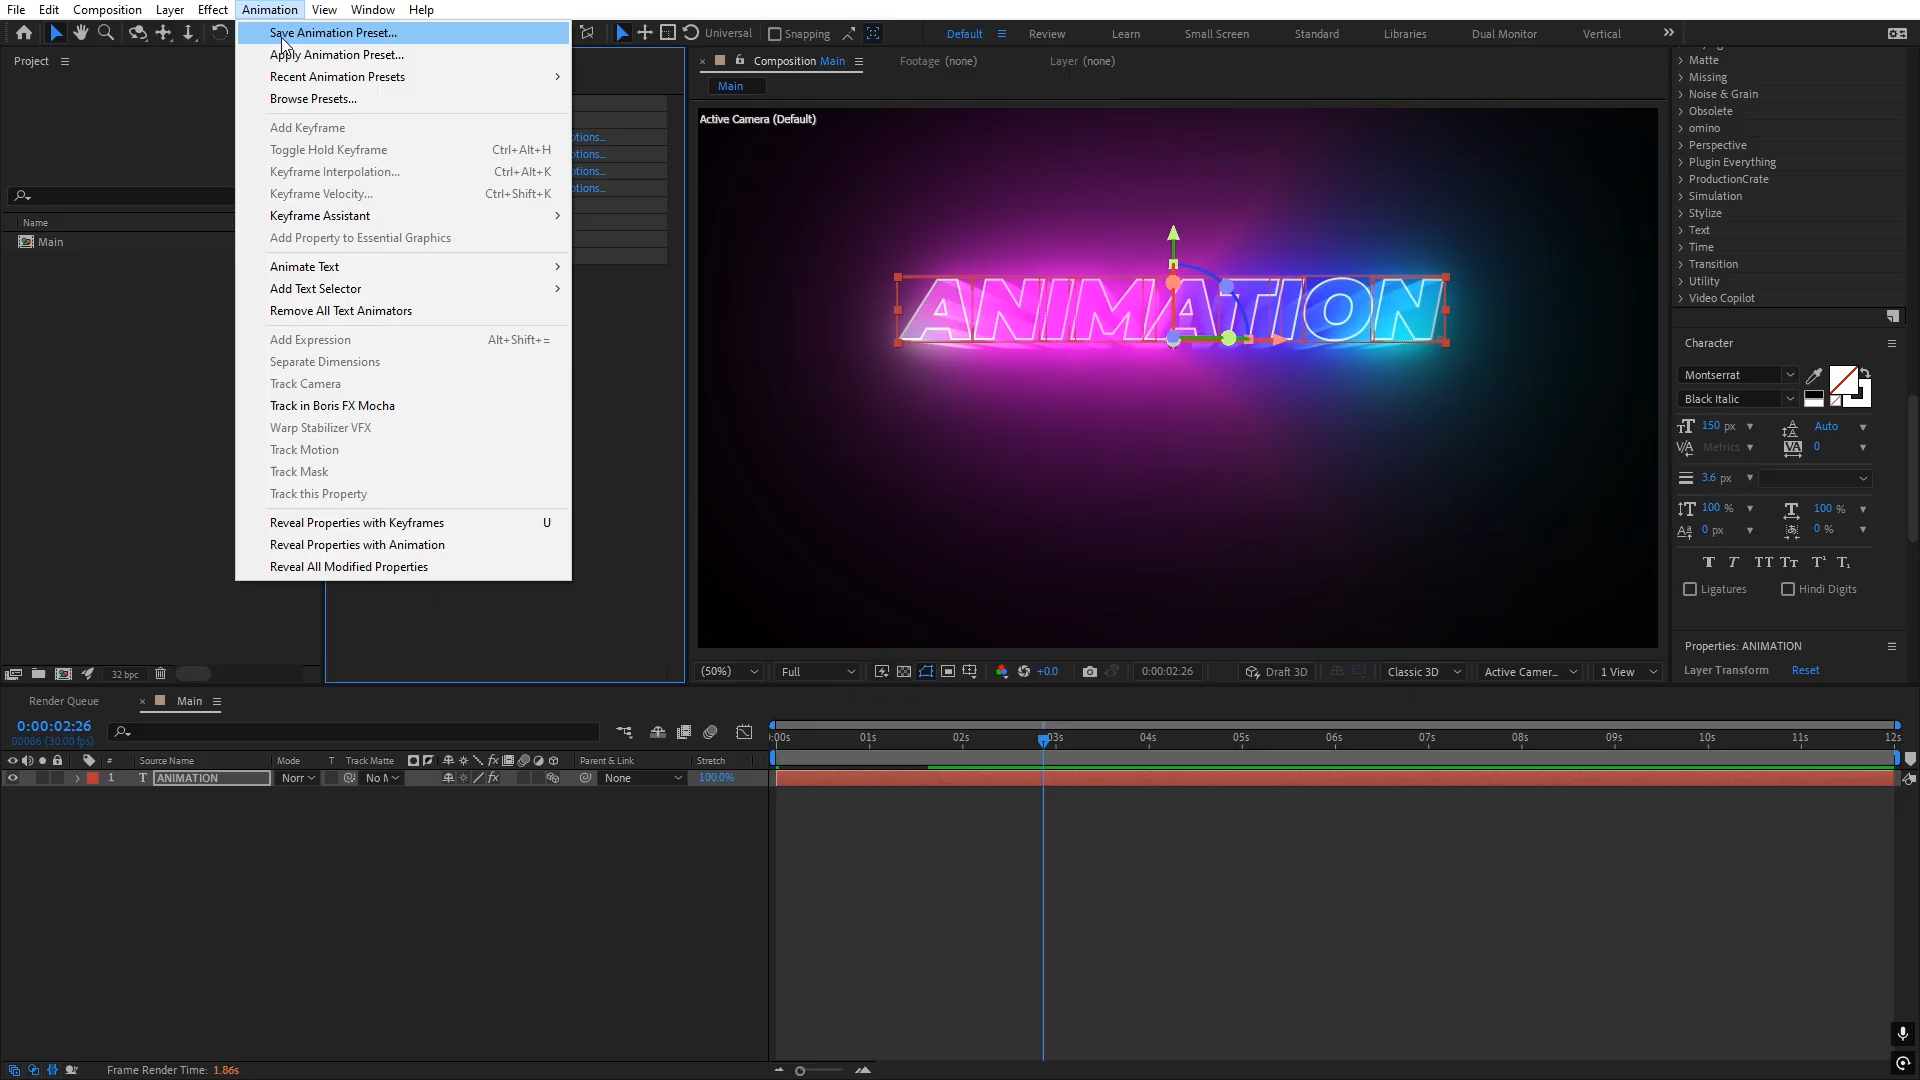 File Edit Composition Layer Effect Animation View Window Help
Universal Snapping Default Review Learn Small Screen Standard Libraries Dual Monitor Vertical
Save Animation Preset...
Apply Animation Preset...
Recent Animation Presets
Browse Presets...
Add Keyframe
Toggle Hold Keyframe Ctrl+Alt+H
Keyframe Interpolation... Ctrl+Alt+K
Keyframe Velocity... Ctrl+Shift+K
Keyframe Assistant
Add Property to Essential Graphics
Animate Text
Add Text Selector
Remove All Text Animators
Add Expression Alt+Shift+=
Separate Dimensions
Track Camera
Track in Boris FX Mocha
Warp Stabilizer VFX
Track Motion
Track Mask
Track this Property
Reveal Properties with Keyframes U
Reveal Properties with Animation
Reveal All Modified Properties
Project
Name
Main
32 bpc
Composition Main Footage (none) Layer (none)
Main
Active Camera (Default)
ANIMATION
(50%) Full +0.0 0:00:02:26 Draft 3D Classic 3D Active Camer... 1 View
Matte
Missing
Noise & Grain
Obsolete
omino
Perspective
Plugin Everything
ProductionCrate
Simulation
Stylize
Text
Time
Transition
Utility
Video Copilot
Character
Montserrat
Black Italic
150 px Auto
Metrics 0
3.6 px
100 % 100 %
0 px 0 %
Ligatures Hindi Digits
Properties: ANIMATION
Layer Transform Reset
Render Queue Main
0:00:02:26
00086 (30.00 fps)
:00s 01s 02s 03s 04s 05s 06s 07s 08s 09s 10s 11s 12s
# Source Name Mode T Track Matte Parent & Link Stretch
1 T ANIMATION Norr No M None 100.0%
Frame Render Time: 1.86s